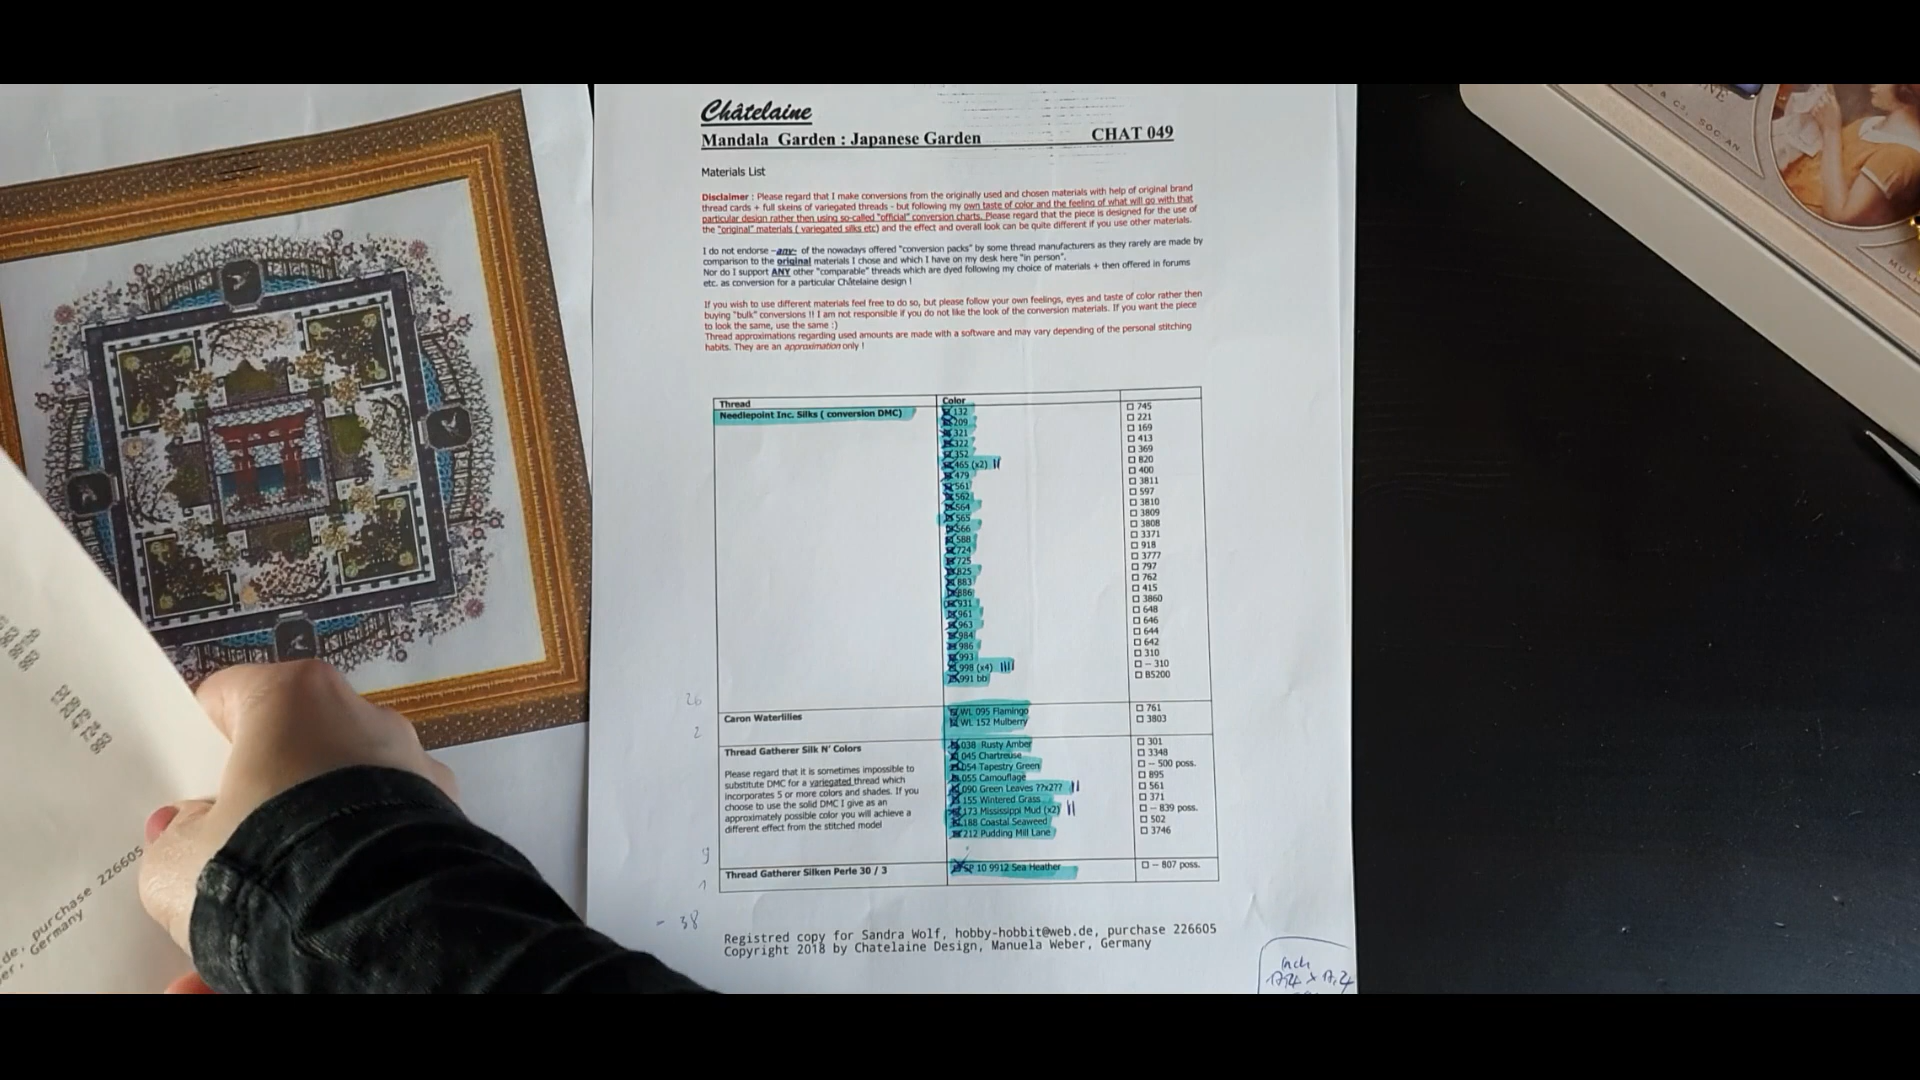 Châtelaine
Mandala Garden : Japanese Garden CHAT 049
Materials List
Disclaimer : Please regard that I make conversions from the originally used and chosen materials with help of original brand
thread cards + full skeins of variegated threads - but following my own taste of color and the feeling of what will go with that
particular design rather then using so-called "official" conversion charts. Please regard that the piece is designed for the use of
the "original" materials ( variegated silks etc) and the effect and overall look can be quite different if you use other materials.
I do not endorse -any- of the nowadays offered "conversion packs" by some thread manufacturers as they rarely are made by
comparison to the original materials I chose and which I have on my desk here "in person".
Nor do I support ANY other "comparable" threads which are dyed following my choice of materials + then offered in forums
etc. as conversion for a particular Châtelaine design !
If you wish to use different materials feel free to do so, but please follow your own feelings, eyes and taste of color rather then
buying "bulk" conversions !! I am not responsible if you do not like the look of the conversion materials. If you want the piece
to look the same, use the same :)
Thread approximations regarding used amounts are made with a software and may vary depending of the personal stitching
habits. They are an approximation only !
Thread Color
Needlepoint Inc. Silks ( conversion DMC)
132 745
209 221
321 169
322 413
352 369
465 (x2) 820
479 400
561 3811
562 597
564 3810
565 3809
566 3808
588 3371
724 918
725 3777
825 797
883 762
886 415
931 3860
961 648
963 646
984 644
986 642
993 310
998 (x4) - 310
991 bb B5200
26
Caron Waterlilies
WL 095 Flamingo 761
WL 152 Mulberry 3803
2
Thread Gatherer Silk N' Colors
Please regard that it is sometimes impossible to
substitute DMC for a variegated thread which
incorporates 5 or more colors and shades. If you
choose to use the solid DMC I give as an
approximately possible color you will achieve a
different effect from the stitched model
038 Rusty Amber 301
045 Chartreuse 3348
054 Tapestry Green - 500 poss.
055 Camouflage 895
090 Green Leaves ??x2?? 561
155 Wintered Grass 371
173 Mississippi Mud (x2) - 839 poss.
188 Coastal Seaweed 502
212 Pudding Mill Lane 3746
9
Thread Gatherer Silken Perle 30 / 3 SP 10 9912 Sea Heather - 807 poss.
1
- 38
Registred copy for Sandra Wolf, hobby-hobbit@web.de, purchase 226605
Copyright 2018 by Chatelaine Design, Manuela Weber, Germany
Inch
de, purchase 226605
er, Germany
& Co, SOC AN